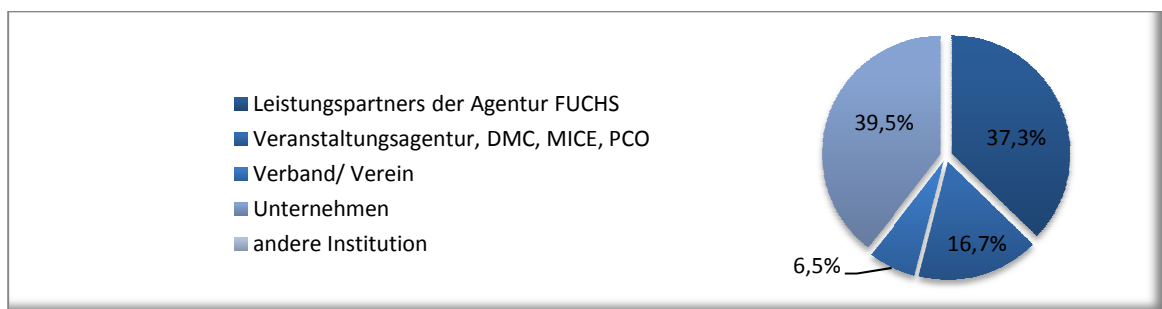 Leistungspartners der Agentur FUCHS
Veranstaltungsagentur, DMC, MICE, PCO
Verband/ Verein
Unternehmen
andere Institution
39,5%
37,3%
16,7%
6,5%